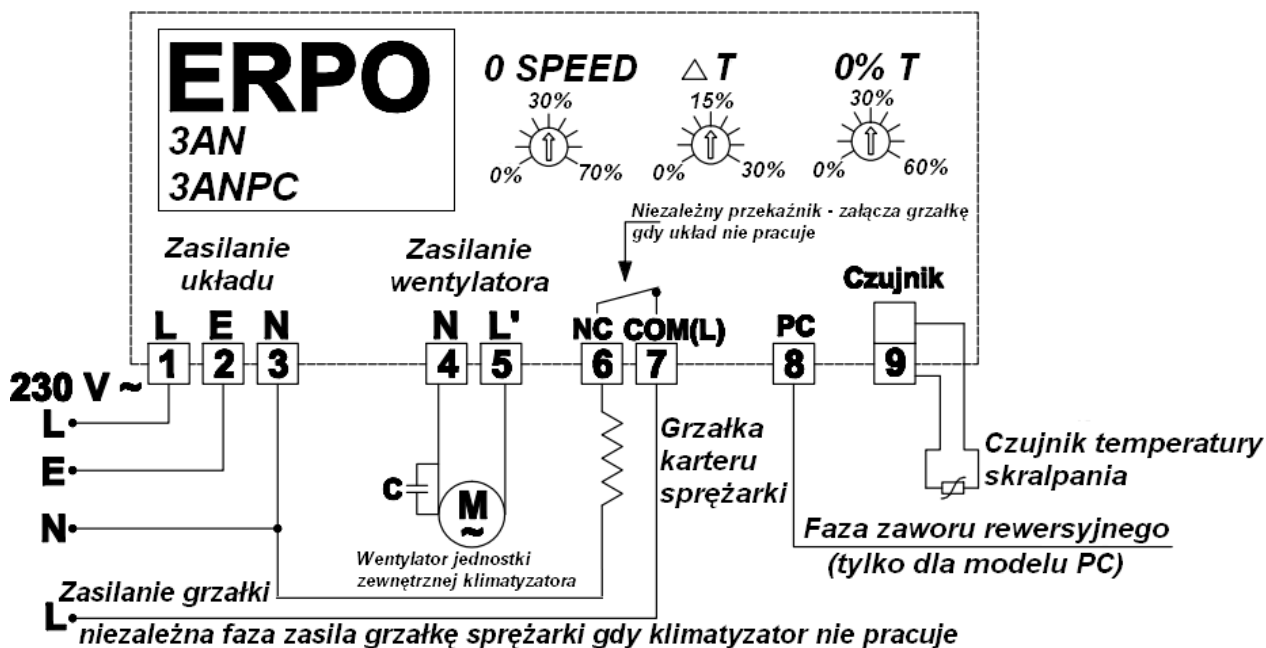 ERPO
3AN
3ANPC
0 SPEED
30%
0%
70%
△ T
15%
0%
30%
0% T
30%
0%
60%
Niezależny przekaźnik - załącza grzałkę
gdy układ nie pracuje
Zasilanie
układu
Zasilanie
wentylatora
Czujnik
L E N
N L'
NC COM(L)
PC
1 2 3
4 5
6 7
8
9
230 V ~
L
E
N
C
M
~
Wentylator jednostki
zewnętrznej klimatyzatora
Grzałka
karteru
sprężarki
Czujnik temperatury
skralpania
Faza zaworu rewersyjnego
(tylko dla modelu PC)
Zasilanie grzałki
L
niezależna faza zasila grzałkę sprężarki gdy klimatyzator nie pracuje